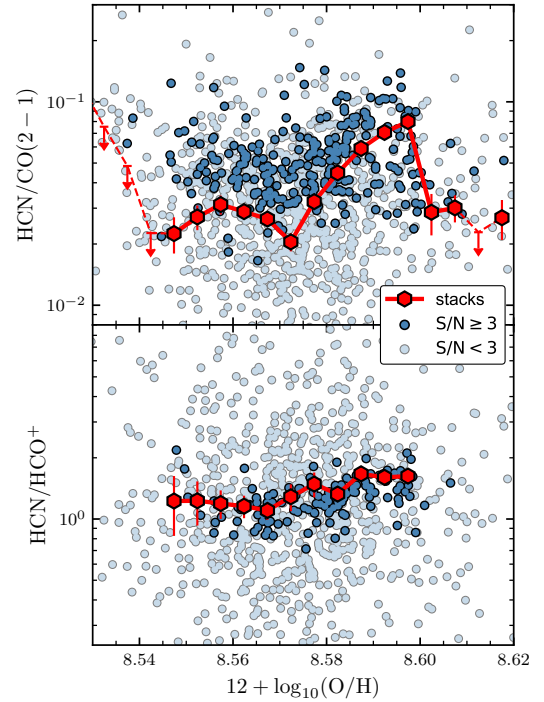 HCN/CO(2 − 1)
10⁻¹
10⁻²
stacks
S/N ≥ 3
S/N < 3
HCN/HCO⁺
10⁰
8.54 8.56 8.58 8.60 8.62
12 + log₁₀(O/H)